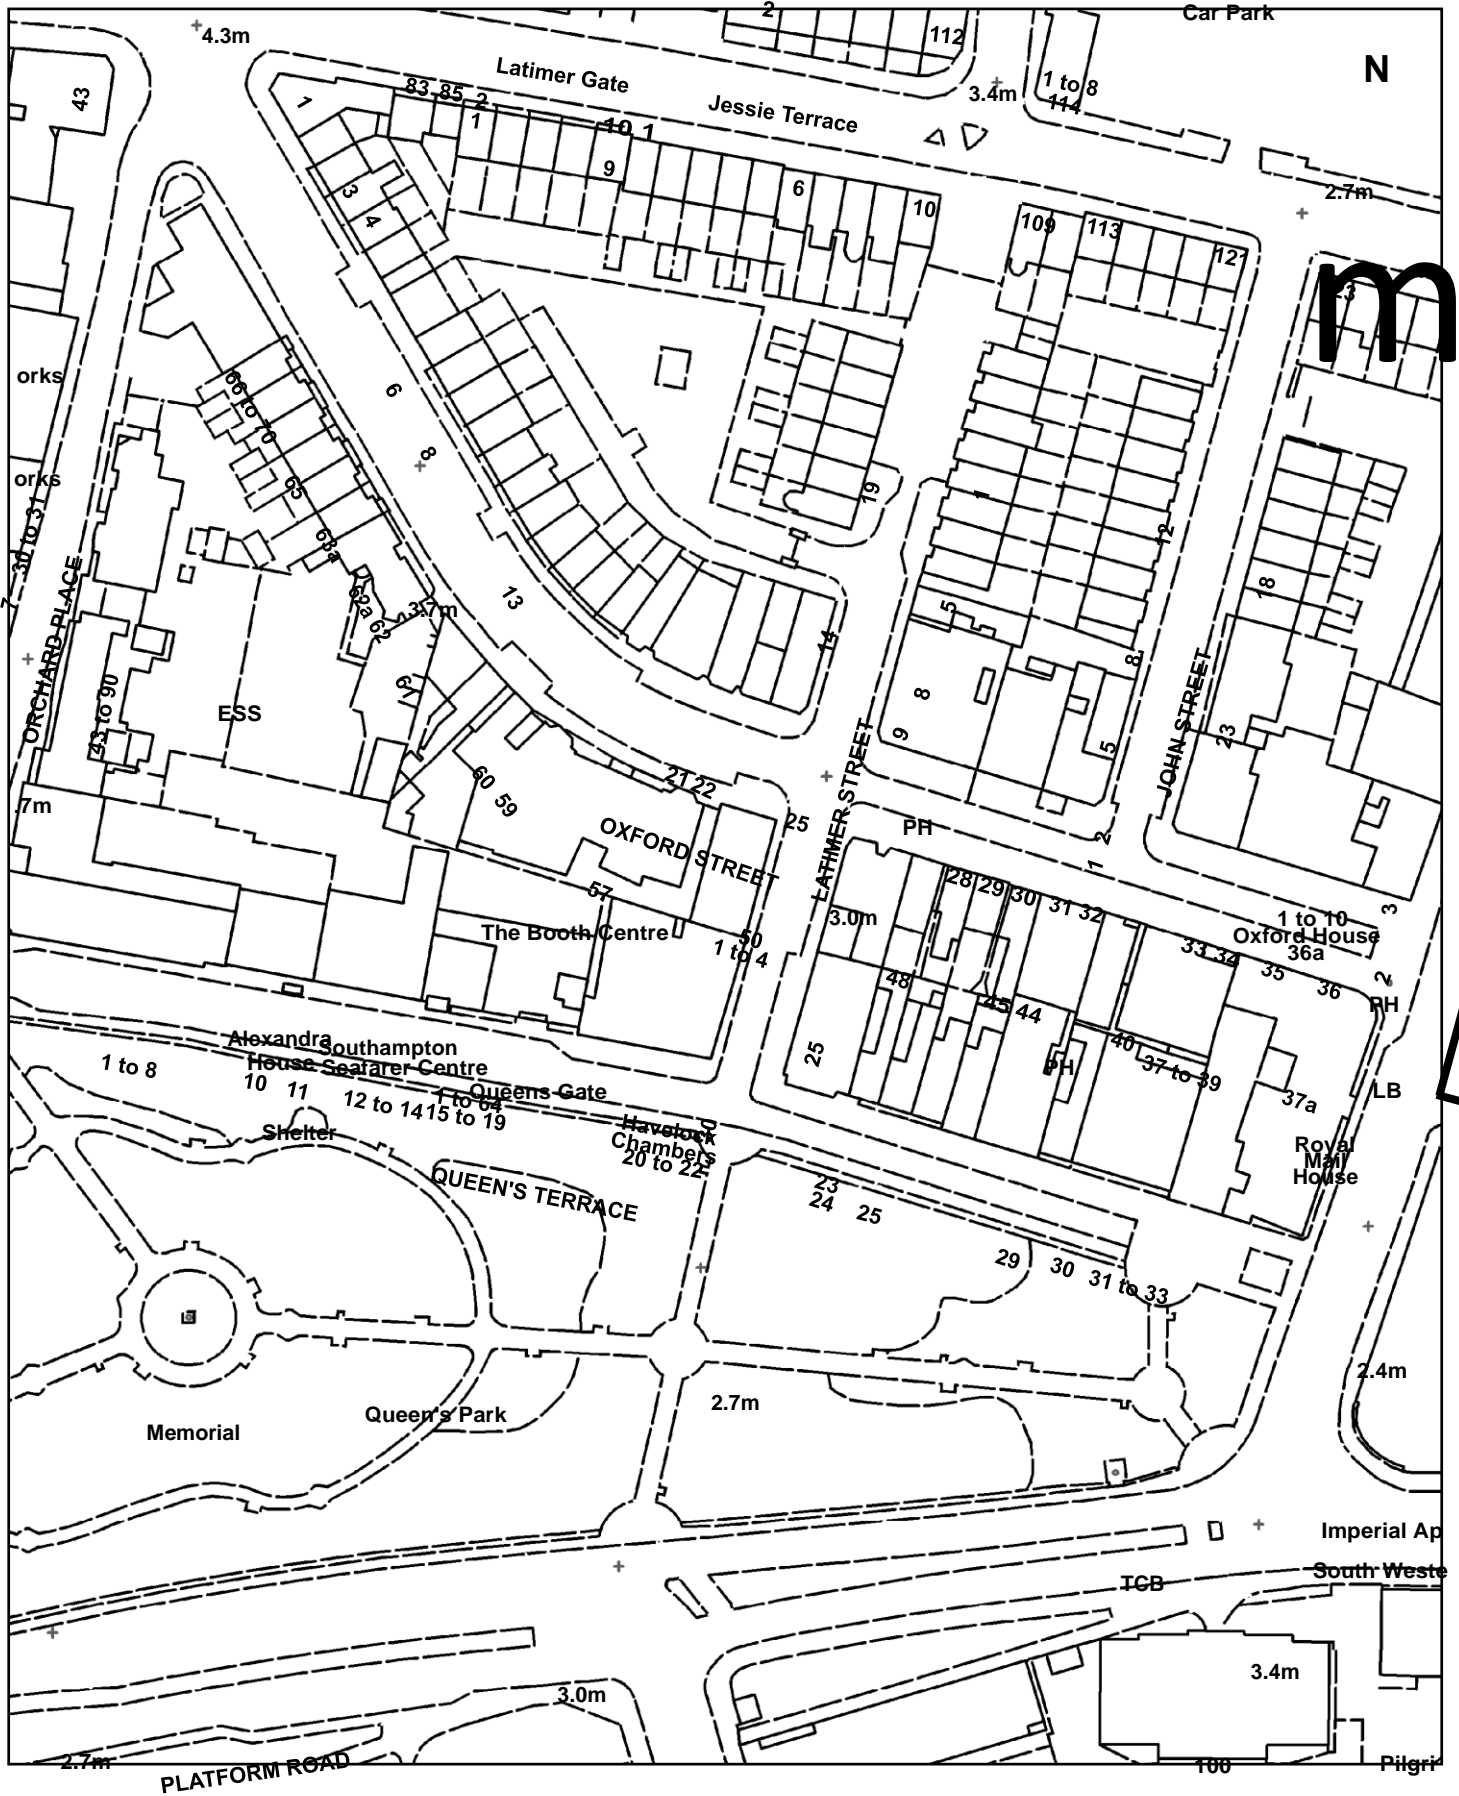 2
Car Park
4.3m
112
N
Latimer Gate
1 to 8
43
1
83 85 2
3.4m
114
Jessie Terrace
1
10 1
9
6
3
2.7m
4
10
109
113
121
m
23
orks
66 to 70
6
8
orks
65
19
1
30 to 31
12
63a
7
13
62a 62
3.7m
5
18
14
8
ORCHARD PLACE
61
8
43 to 90
ESS
9
5
JOHN STREET
23
21 22
60 59
.7m
25
OXFORD STREET
LATIMER STREET
PH
2
1
57
28 29 30 31 32
3
The Booth Centre
3.0m
1 to 10
Oxford House
36a
50
1 to 4
33 34
35
36
2
PH
48
45 44
Alexandra
House
Southampton
Seafarer Centre
25
40
37 to 39
PH
1 to 8
10
11
Queens Gate
1 to 64
12 to 14
15 to 19
37a
LB
Shelter
Havelock
Chambers
20 to 22
Royal
Mail
House
QUEEN'S TERRACE
23
24
25
29
30
31 to 33
2.4m
Queen's Park
2.7m
Memorial
Imperial Ap
South Weste
TCB
3.4m
3.0m
2.7m
PLATFORM ROAD
100
Pilgri